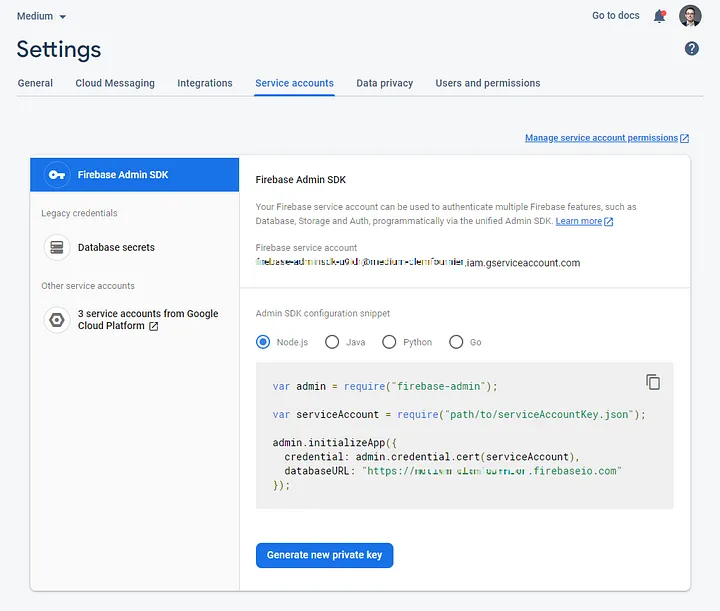 Medium
Go to docs
Settings
General Cloud Messaging Integrations Service accounts Data privacy Users and permissions
Manage service account permissions
Firebase Admin SDK
Legacy credentials
Database secrets
Other service accounts
3 service accounts from Google
Cloud Platform
Firebase Admin SDK
Your Firebase service account can be used to authenticate multiple Firebase features, such as
Database, Storage and Auth, programmatically via the unified Admin SDK. Learn more
Firebase service account
.iam.gserviceaccount.com
Admin SDK configuration snippet
Node.js Java Python Go
var admin = require("firebase-admin");
var serviceAccount = require("path/to/serviceAccountKey.json");
admin.initializeApp({
credential: admin.credential.cert(serviceAccount),
databaseURL: "https:// .firebaseio.com"
});
Generate new private key